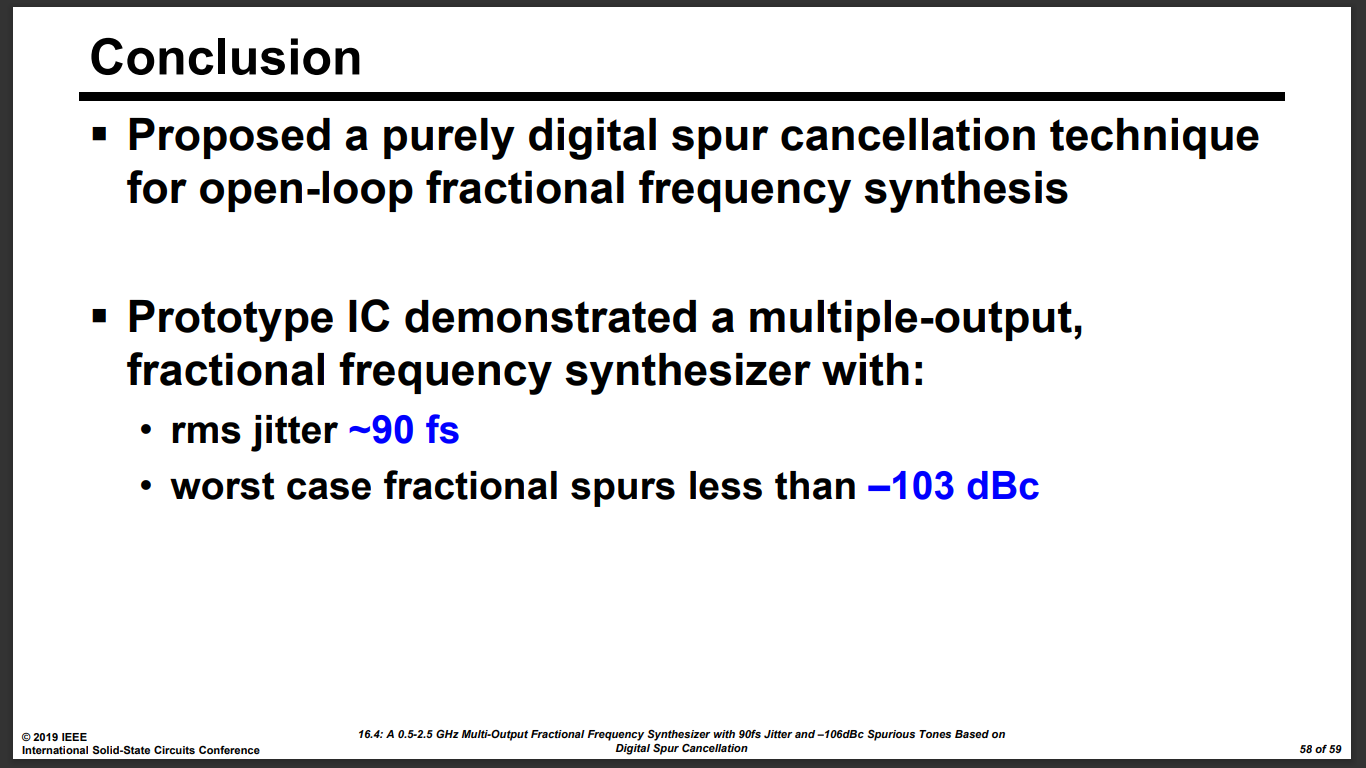 Conclusion
▪ Proposed a purely digital spur cancellation technique
for open-loop fractional frequency synthesis
▪ Prototype IC demonstrated a multiple-output,
fractional frequency synthesizer with:
• rms jitter ~90 fs
• worst case fractional spurs less than –103 dBc
© 2019 IEEE
International Solid-State Circuits Conference
16.4: A 0.5-2.5 GHz Multi-Output Fractional Frequency Synthesizer with 90fs Jitter and –106dBc Spurious Tones Based on
Digital Spur Cancellation
58 of 59